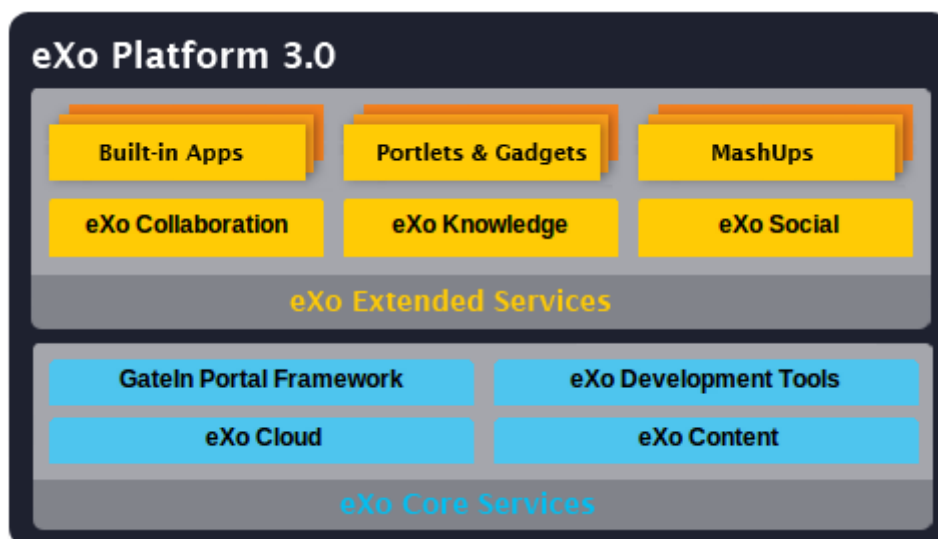 eXo Platform 3.0
Built-in Apps
Portlets & Gadgets
MashUps
eXo Collaboration
eXo Knowledge
eXo Social
eXo Extended Services
GateIn Portal Framework
eXo Development Tools
eXo Cloud
eXo Content
eXo Core Services